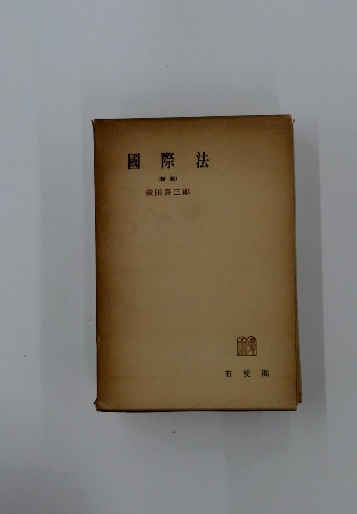 國際法
(新版)
横田喜三郎
有斐閣